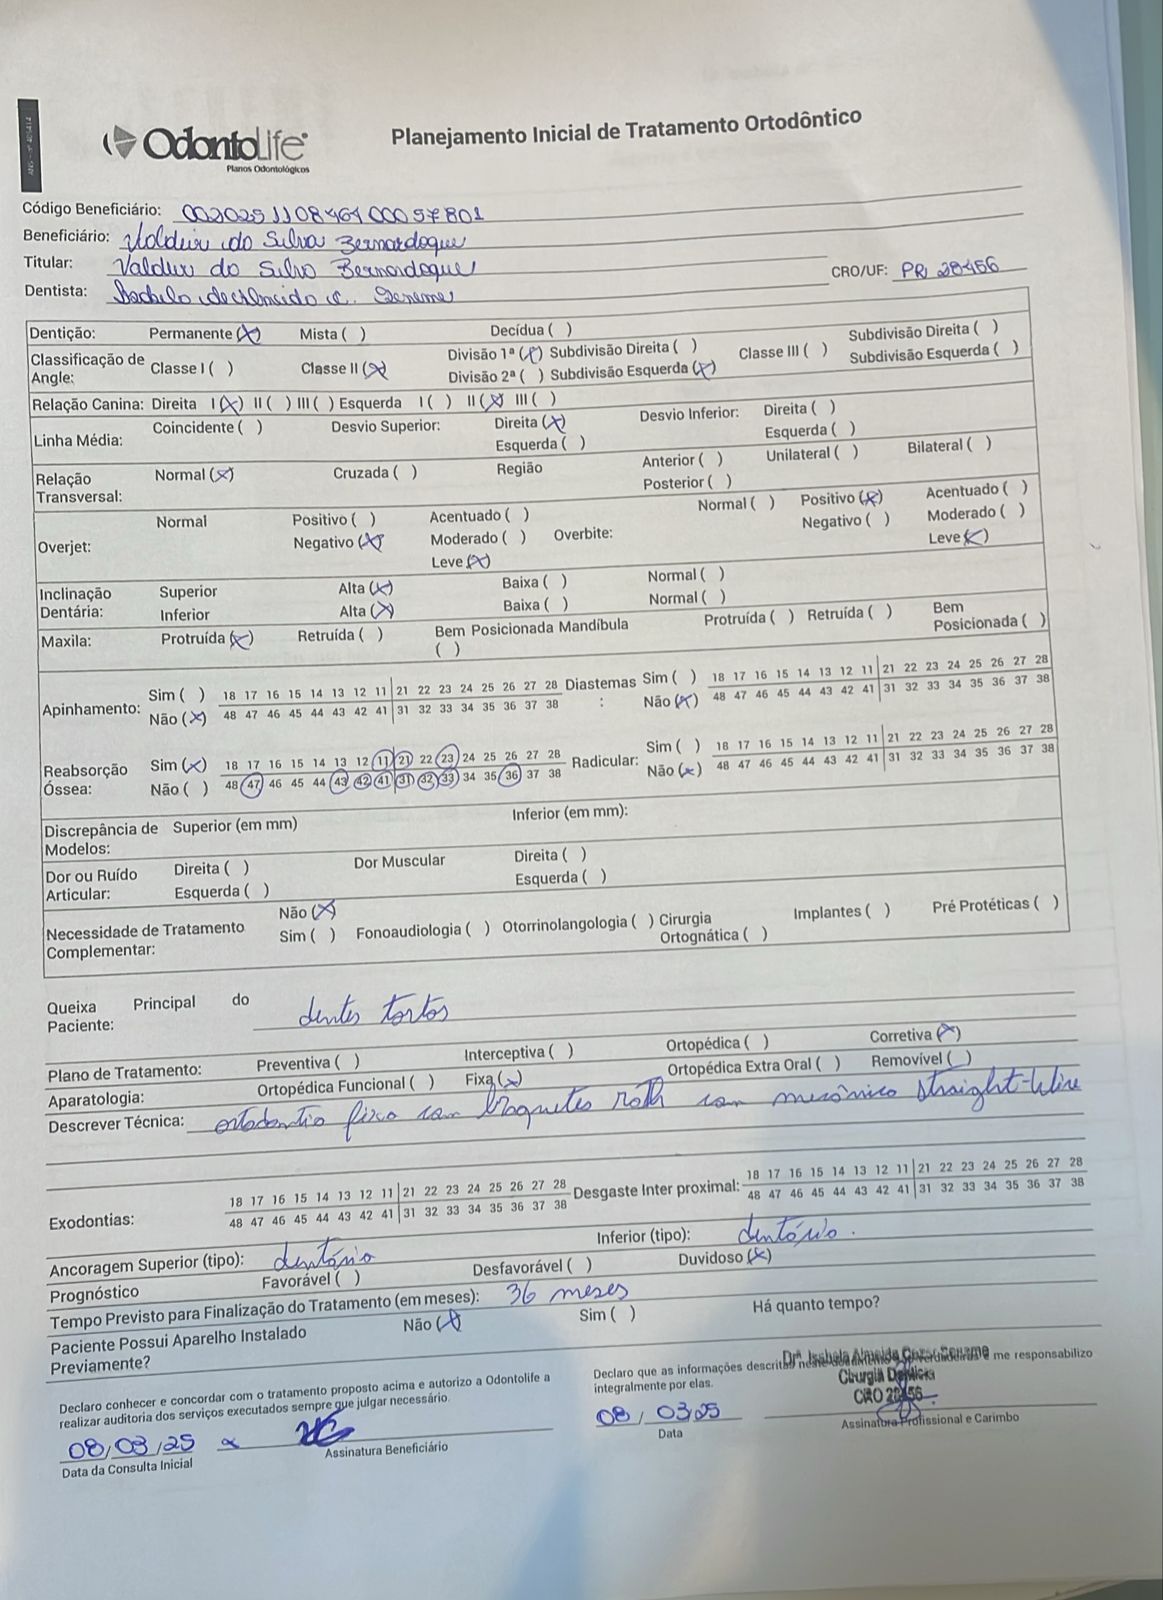 OdontoLife
Planos Odontológicos
Planejamento Inicial de Tratamento Ortodôntico
Código Beneficiário: 002025110846100057801
Beneficiário: Valdeir da Silva Bernardoque
Titular: Valdeir da Silva Bernardoque
CRO/UF: PR 28456
Dentista:
Dentição: Permanente (X) Mista ( ) Decídua ( )
Classificação de Angle: Classe I ( ) Classe II (X) Divisão 1ª (X) Subdivisão Direita ( ) Classe III ( ) Subdivisão Direita ( )
Divisão 2ª ( ) Subdivisão Esquerda (X) Subdivisão Esquerda ( )
Relação Canina: Direita I (X) II ( ) III ( ) Esquerda I ( ) II (X) III ( )
Linha Média: Coincidente ( ) Desvio Superior: Direita (X) Desvio Inferior: Direita ( )
Esquerda ( ) Esquerda ( )
Relação Transversal: Normal (X) Cruzada ( ) Região Anterior ( ) Unilateral ( ) Bilateral ( )
Posterior ( )
Overjet: Normal Positivo ( ) Acentuado ( ) Overbite: Normal ( ) Positivo (X) Acentuado ( )
Negativo (X) Moderado ( ) Negativo ( ) Moderado ( )
Leve (X) Leve (X)
Inclinação Dentária: Superior Alta (X) Baixa ( ) Normal ( )
Inferior Alta (X) Baixa ( ) Normal ( )
Maxila: Protruída (X) Retruída ( ) Bem Posicionada ( ) Mandíbula Protruída ( ) Retruída ( ) Bem Posicionada ( )
Apinhamento: Sim ( ) 18 17 16 15 14 13 12 11 21 22 23 24 25 26 27 28 Diastemas : Sim ( ) 18 17 16 15 14 13 12 11 21 22 23 24 25 26 27 28
Não (X) 48 47 46 45 44 43 42 41 31 32 33 34 35 36 37 38 Não (X) 48 47 46 45 44 43 42 41 31 32 33 34 35 36 37 38
Reabsorção Óssea: Sim (X) 18 17 16 15 14 13 12 11 21 22 23 24 25 26 27 28 Radicular: Sim ( ) 18 17 16 15 14 13 12 11 21 22 23 24 25 26 27 28
Não ( ) 48 47 46 45 44 43 42 41 31 32 33 34 35 36 37 38 Não (X) 48 47 46 45 44 43 42 41 31 32 33 34 35 36 37 38
Discrepância de Modelos: Superior (em mm) Inferior (em mm):
Dor ou Ruído Articular: Direita ( ) Dor Muscular Direita ( )
Esquerda ( ) Esquerda ( )
Necessidade de Tratamento Complementar: Não (X)
Sim ( ) Fonoaudiologia ( ) Otorrinolangologia ( ) Cirurgia Ortognática ( ) Implantes ( ) Pré Protéticas ( )
Queixa Principal do Paciente: dentes tortos
Plano de Tratamento: Preventiva ( ) Interceptiva ( ) Ortopédica ( ) Corretiva (X)
Aparatologia: Ortopédica Funcional ( ) Fixa (X) Ortopédica Extra Oral ( ) Removível ( )
Descrever Técnica: ortodontia fixa com braquetes roth com mecânica Straight-Wire
Exodontias: 18 17 16 15 14 13 12 11 21 22 23 24 25 26 27 28 Desgaste Inter proximal: 18 17 16 15 14 13 12 11 21 22 23 24 25 26 27 28
48 47 46 45 44 43 42 41 31 32 33 34 35 36 37 38 48 47 46 45 44 43 42 41 31 32 33 34 35 36 37 38
Ancoragem Superior (tipo): dentário Inferior (tipo): dentário.
Prognóstico Favorável ( ) Desfavorável ( ) Duvidoso (X)
Tempo Previsto para Finalização do Tratamento (em meses): 36 meses
Paciente Possui Aparelho Instalado Previamente? Não (X) Sim ( ) Há quanto tempo?
Declaro conhecer e concordar com o tratamento proposto acima e autorizo a Odontolife a
realizar auditoria dos serviços executados sempre que julgar necessário.
08/03/25
Data da Consulta Inicial
Assinatura Beneficiário
Declaro que as informações descritas me responsabilizo
integralmente por elas.
Drª Isabela Almeida
Cirurgiã Dentista
CRO 28456
08/03/25
Data
Assinatura Profissional e Carimbo